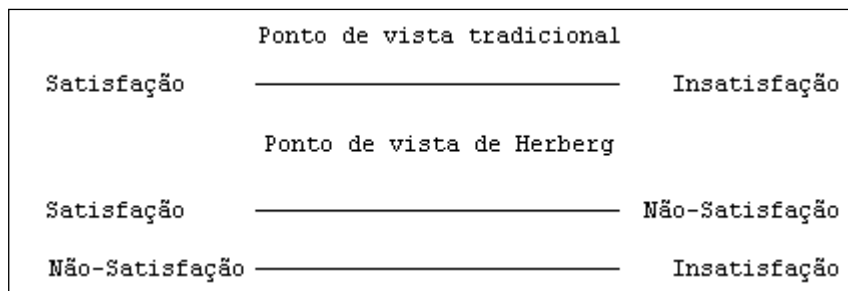 Ponto de vista tradicional
Satisfação Insatisfação
Ponto de vista de Herberg
Satisfação Não-Satisfação
Não-Satisfação Insatisfação